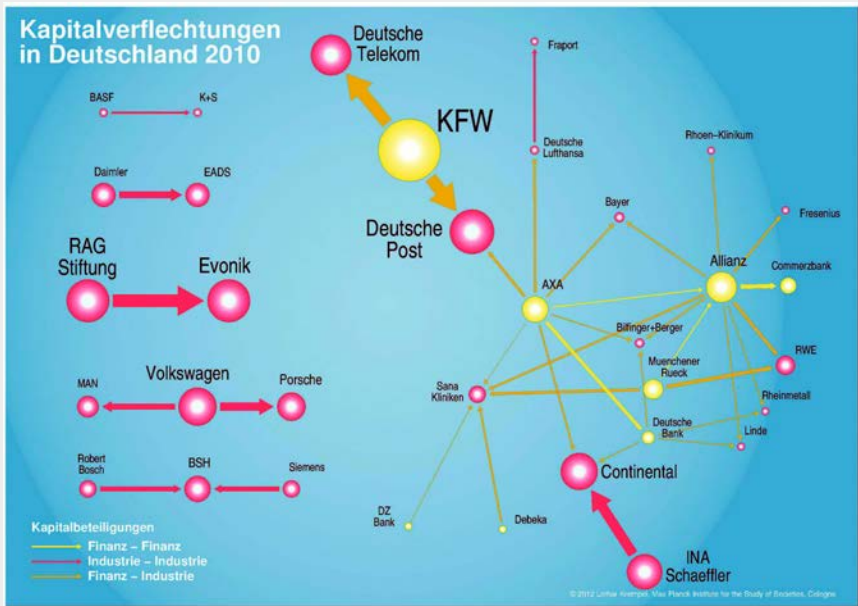 Kapitalverflechtungen
in Deutschland 2010
Deutsche
Telekom
Fraport
BASF
K+S
KFW
Deutsche
Lufthansa
Rhoen-Klinikum
Daimler
EADS
Bayer
Fresenius
RAG
Stiftung
Evonik
Deutsche
Post
Allianz
Commerzbank
AXA
Bilfinger+Berger
Muenchener
Rueck
RWE
MAN
Volkswagen
Porsche
Sana
Kliniken
Rheinmetall
Deutsche
Bank
Linde
Robert
Bosch
BSH
Siemens
Continental
DZ
Bank
Debeka
INA
Schaeffler
Kapitalbeteiligungen
Finanz – Finanz
Industrie – Industrie
Finanz – Industrie
© 2012 Lothar Krempel, Max Planck Institute for the Study of Societies, Cologne